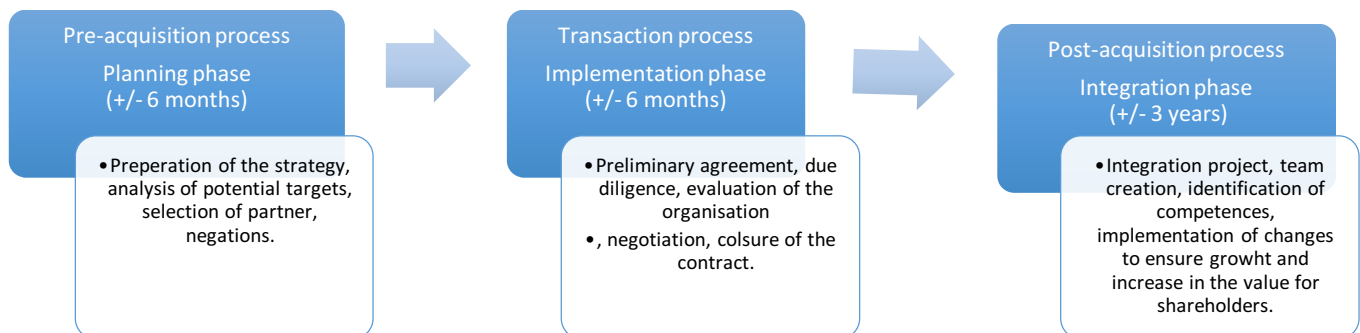 Pre-acquisition process
Planning phase
(+/- 6 months)
•Preperation of the strategy,
analysis of potential targets,
selection of partner,
negations.
Transaction process
Implementation phase
(+/- 6 months)
•Preliminary agreement, due
diligence, evaluation of the
organisation
•, negotiation, colsure of the
contract.
Post-acquisition process
Integration phase
(+/- 3 years)
•Integration project, team
creation, identification of
competences,
implementation of changes
to ensure growht and
increase in the value for
shareholders.